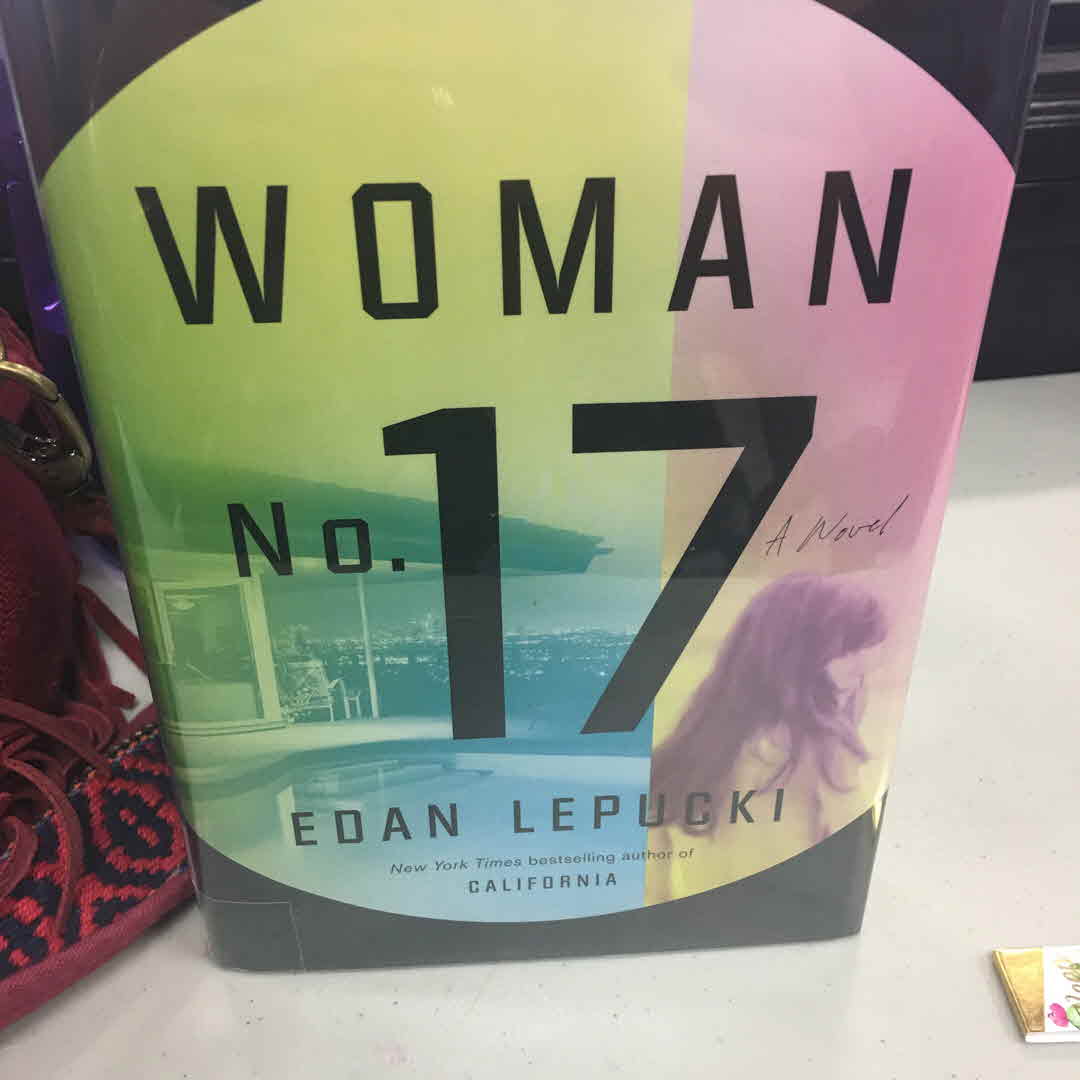 WOMAN
No. 17
A Novel
EDAN LEPUCKI
New York Times bestselling author of
CALIFORNIA